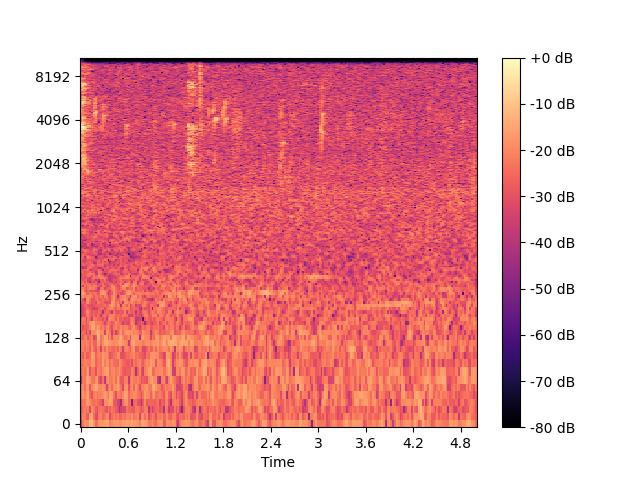 8192
4096
2048
1024
512
256
128
64
0
Hz
0 0.6 1.2 1.8 2.4 3 3.6 4.2 4.8
Time
+0 dB
-10 dB
-20 dB
-30 dB
-40 dB
-50 dB
-60 dB
-70 dB
-80 dB